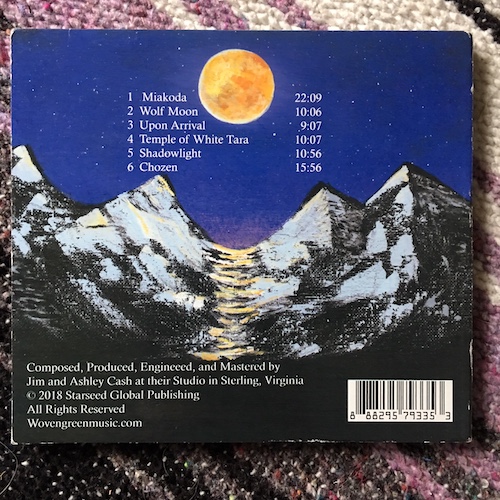 1 Miakoda 22:09
2 Wolf Moon 10:06
3 Upon Arrival 9:07
4 Temple of White Tara 10:07
5 Shadowlight 10:56
6 Chozen 15:56
Composed, Produced, Engineeed, and Mastered by
Jim and Ashley Cash at their Studio in Sterling, Virginia
© 2018 Starseed Global Publishing
All Rights Reserved
Wovengreenmusic.com
8 88295 79335 3